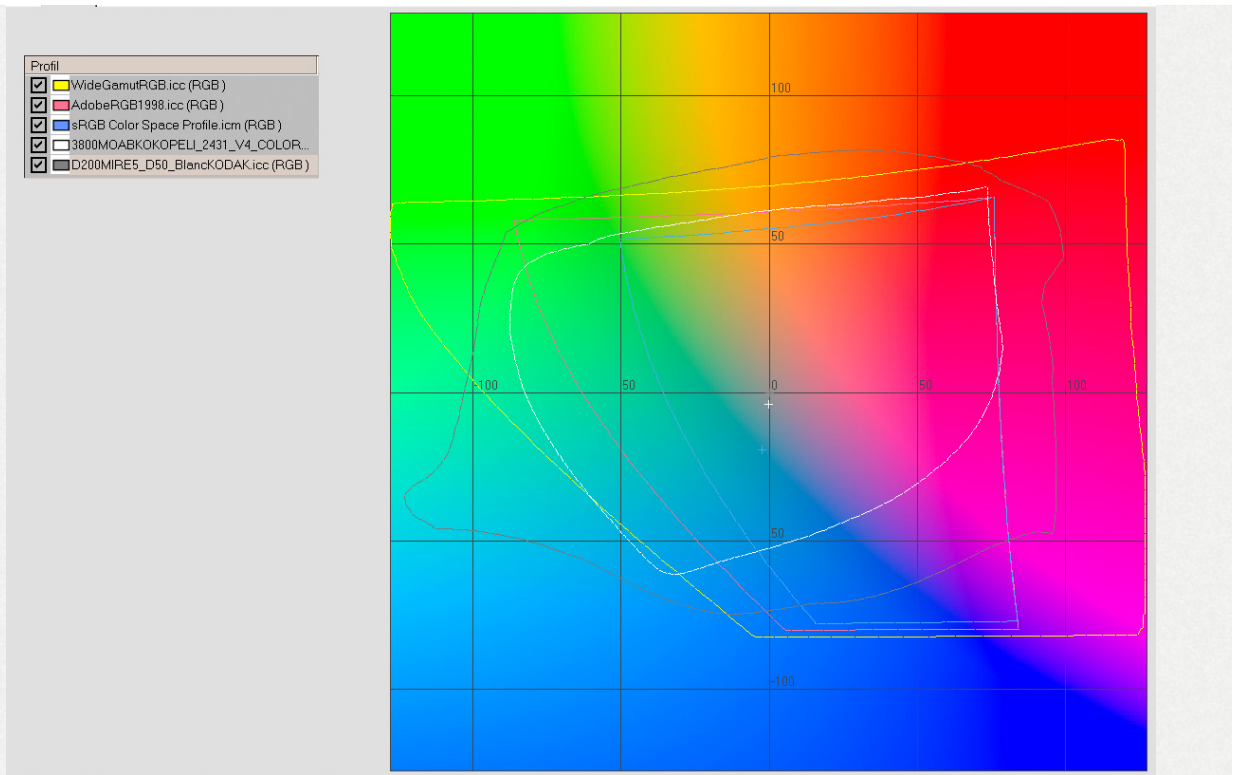 Profil
WideGamutRGB.icc (RGB )
AdobeRGB1998.icc (RGB )
sRGB Color Space Profile.icm (RGB )
3800MOABKOKOPELI_2431_V4_COLOR...
D200MIRE5_D50_BlancKODAK.icc (RGB )
100
50
100
50
0
50
100
50
-100